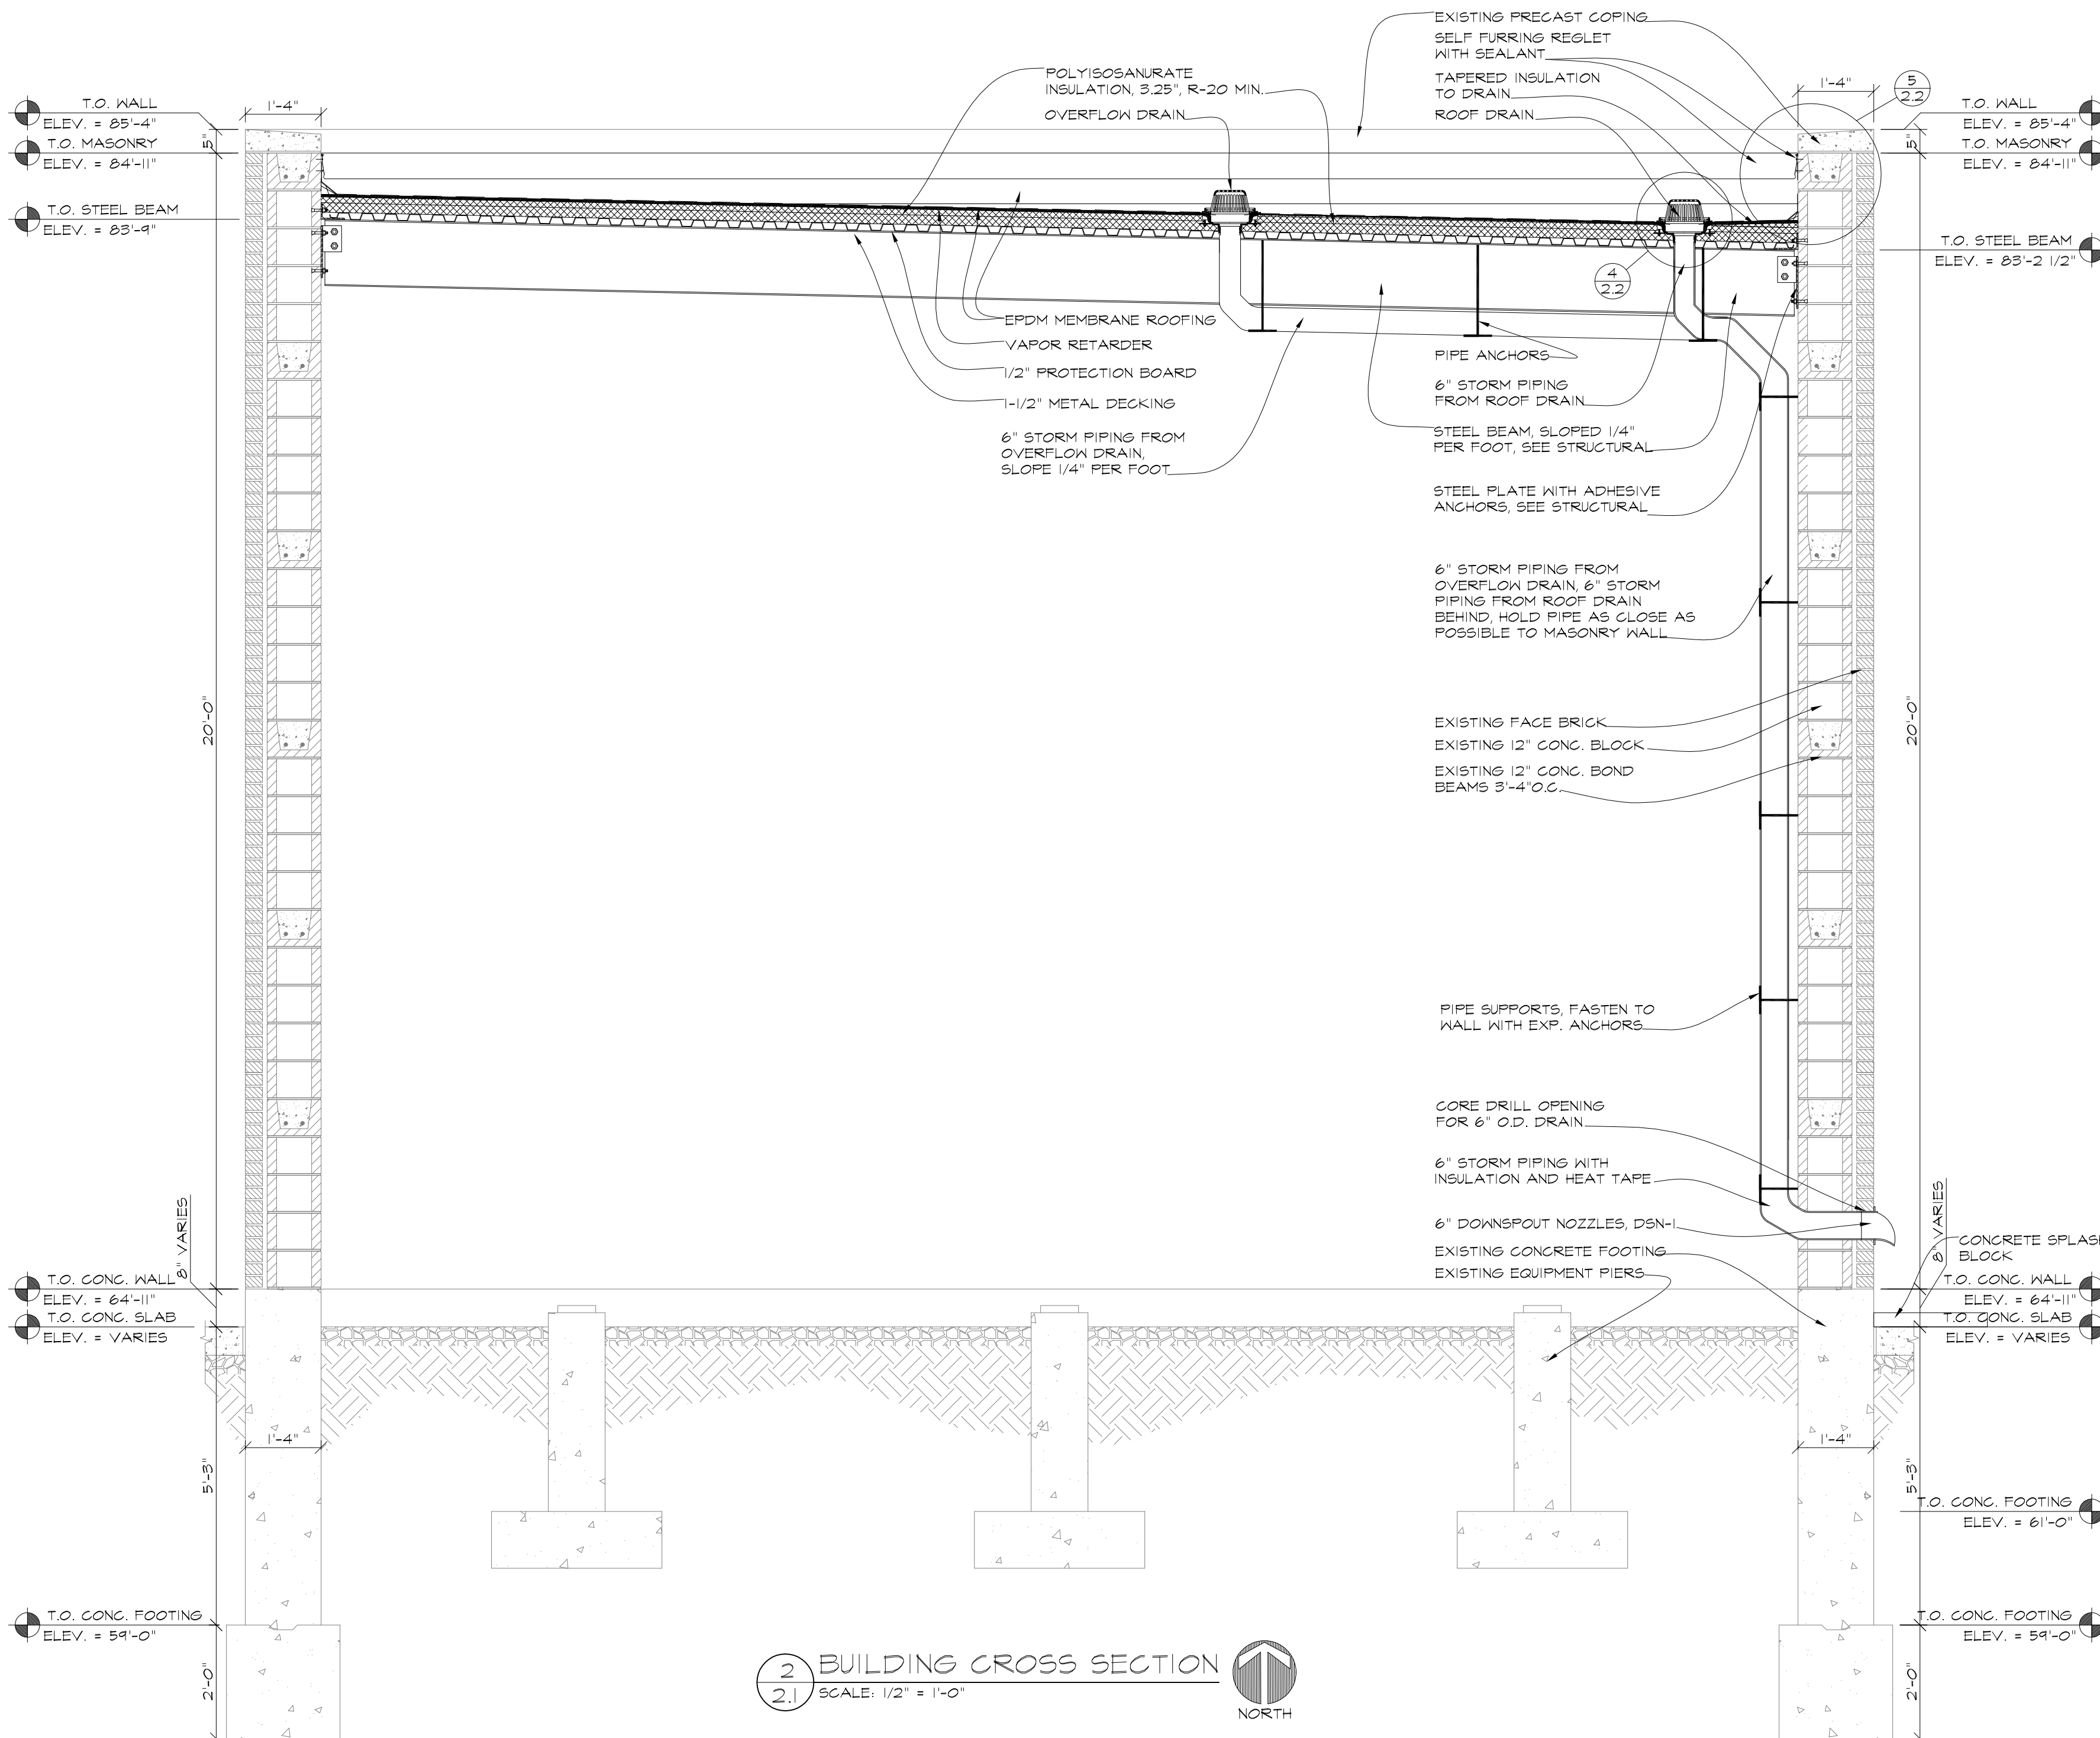 EXISTING PRECAST COPING
SELF FURRING REGLET
WITH SEALANT
TAPERED INSULATION
TO DRAIN
ROOF DRAIN
POLYISOSANURATE
INSULATION, 3.25", R-20 MIN.
OVERFLOW DRAIN
1'-4"
1'-4"
5
2.2
T.O. WALL
ELEV. = 85'-4"
T.O. MASONRY
ELEV. = 84'-11"
T.O. STEEL BEAM
ELEV. = 83'-9"
5"
T.O. WALL
ELEV. = 85'-4"
T.O. MASONRY
ELEV. = 84'-11"
T.O. STEEL BEAM
ELEV. = 83'-2 1/2"
5"
4
2.2
EPDM MEMBRANE ROOFING
VAPOR RETARDER
1/2" PROTECTION BOARD
1-1/2" METAL DECKING
6" STORM PIPING FROM
OVERFLOW DRAIN,
SLOPE 1/4" PER FOOT
PIPE ANCHORS
6" STORM PIPING
FROM ROOF DRAIN
STEEL BEAM, SLOPED 1/4"
PER FOOT, SEE STRUCTURAL
STEEL PLATE WITH ADHESIVE
ANCHORS, SEE STRUCTURAL
6" STORM PIPING FROM
OVERFLOW DRAIN, 6" STORM
PIPING FROM ROOF DRAIN
BEHIND, HOLD PIPE AS CLOSE AS
POSSIBLE TO MASONRY WALL
20'-0"
20'-0"
EXISTING FACE BRICK
EXISTING 12" CONC. BLOCK
EXISTING 12" CONC. BOND
BEAMS 3'-4"O.C.
PIPE SUPPORTS, FASTEN TO
WALL WITH EXP. ANCHORS
CORE DRILL OPENING
FOR 6" O.D. DRAIN
6" STORM PIPING WITH
INSULATION AND HEAT TAPE
6" DOWNSPOUT NOZZLES, DSN-1
EXISTING CONCRETE FOOTING
EXISTING EQUIPMENT PIERS
8" VARIES
8" VARIES
CONCRETE SPLAS
BLOCK
T.O. CONC. WALL
ELEV. = 64'-11"
T.O. CONC. SLAB
ELEV. = VARIES
T.O. CONC. WALL
ELEV. = 64'-11"
T.O. CONC. SLAB
ELEV. = VARIES
1'-4"
1'-4"
5'-3"
5'-3"
T.O. CONC. FOOTING
ELEV. = 61'-0"
T.O. CONC. FOOTING
ELEV. = 59'-0"
T.O. CONC. FOOTING
ELEV. = 59'-0"
2'-0"
2'-0"
2
2.1
BUILDING CROSS SECTION
SCALE: 1/2" = 1'-0"
NORTH